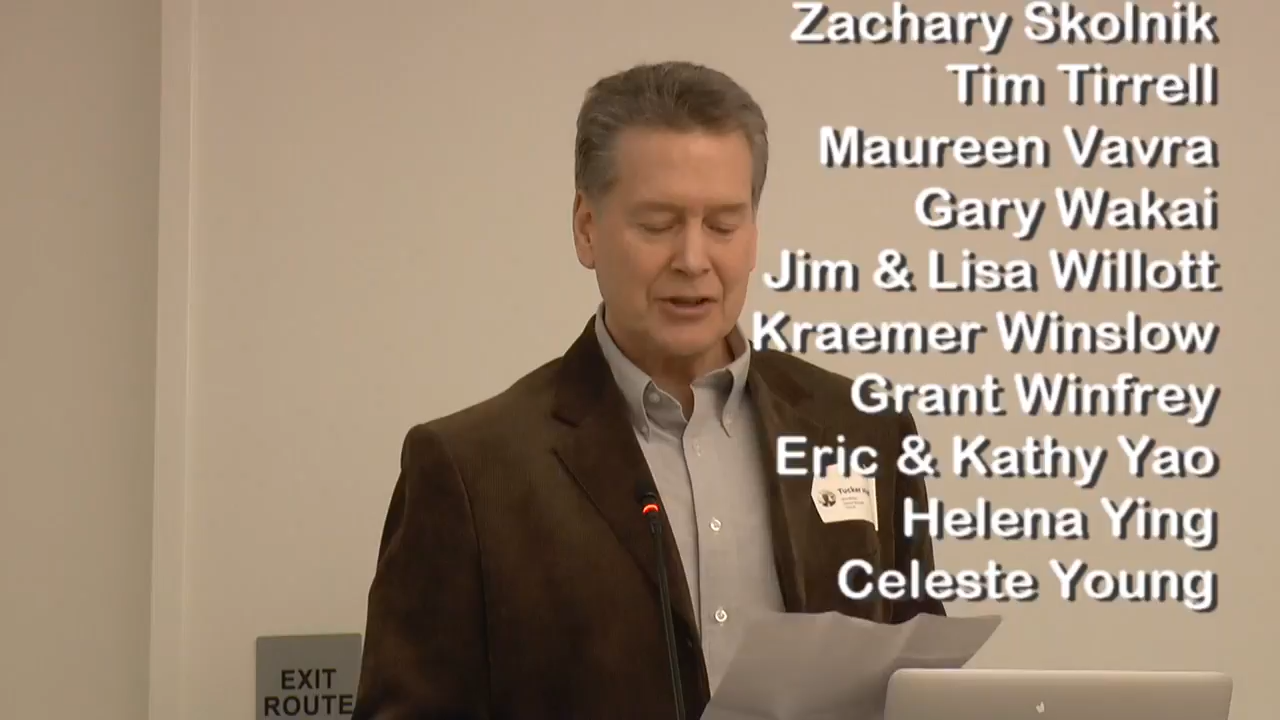 Zachary Skolnik
Tim Tirrell
Maureen Vavra
Gary Wakai
Jim & Lisa Willott
Kraemer Winslow
Grant Winfrey
Eric & Kathy Yao
Tucker
Helena Ying
Celeste Young
EXIT
ROUTE